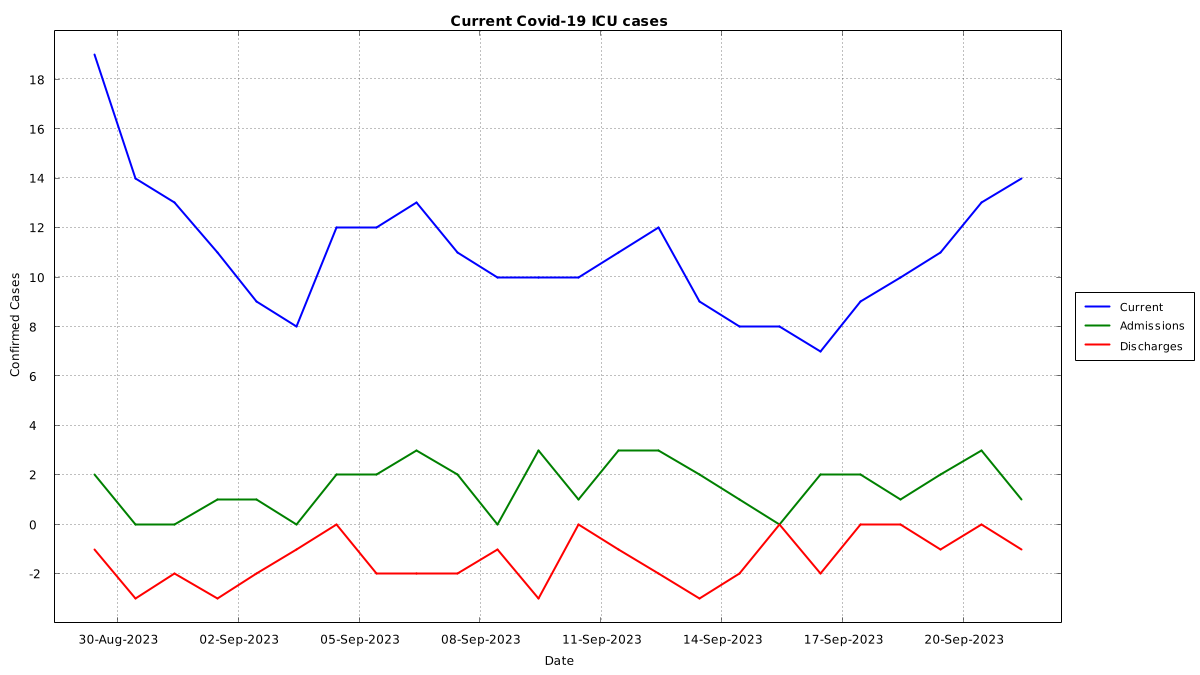 Current Covid-19 ICU cases
Confirmed Cases
18
16
14
12
10
8
6
4
2
0
-2
30-Aug-2023 02-Sep-2023 05-Sep-2023 08-Sep-2023 11-Sep-2023 14-Sep-2023 17-Sep-2023 20-Sep-2023
Date
Current
Admissions
Discharges